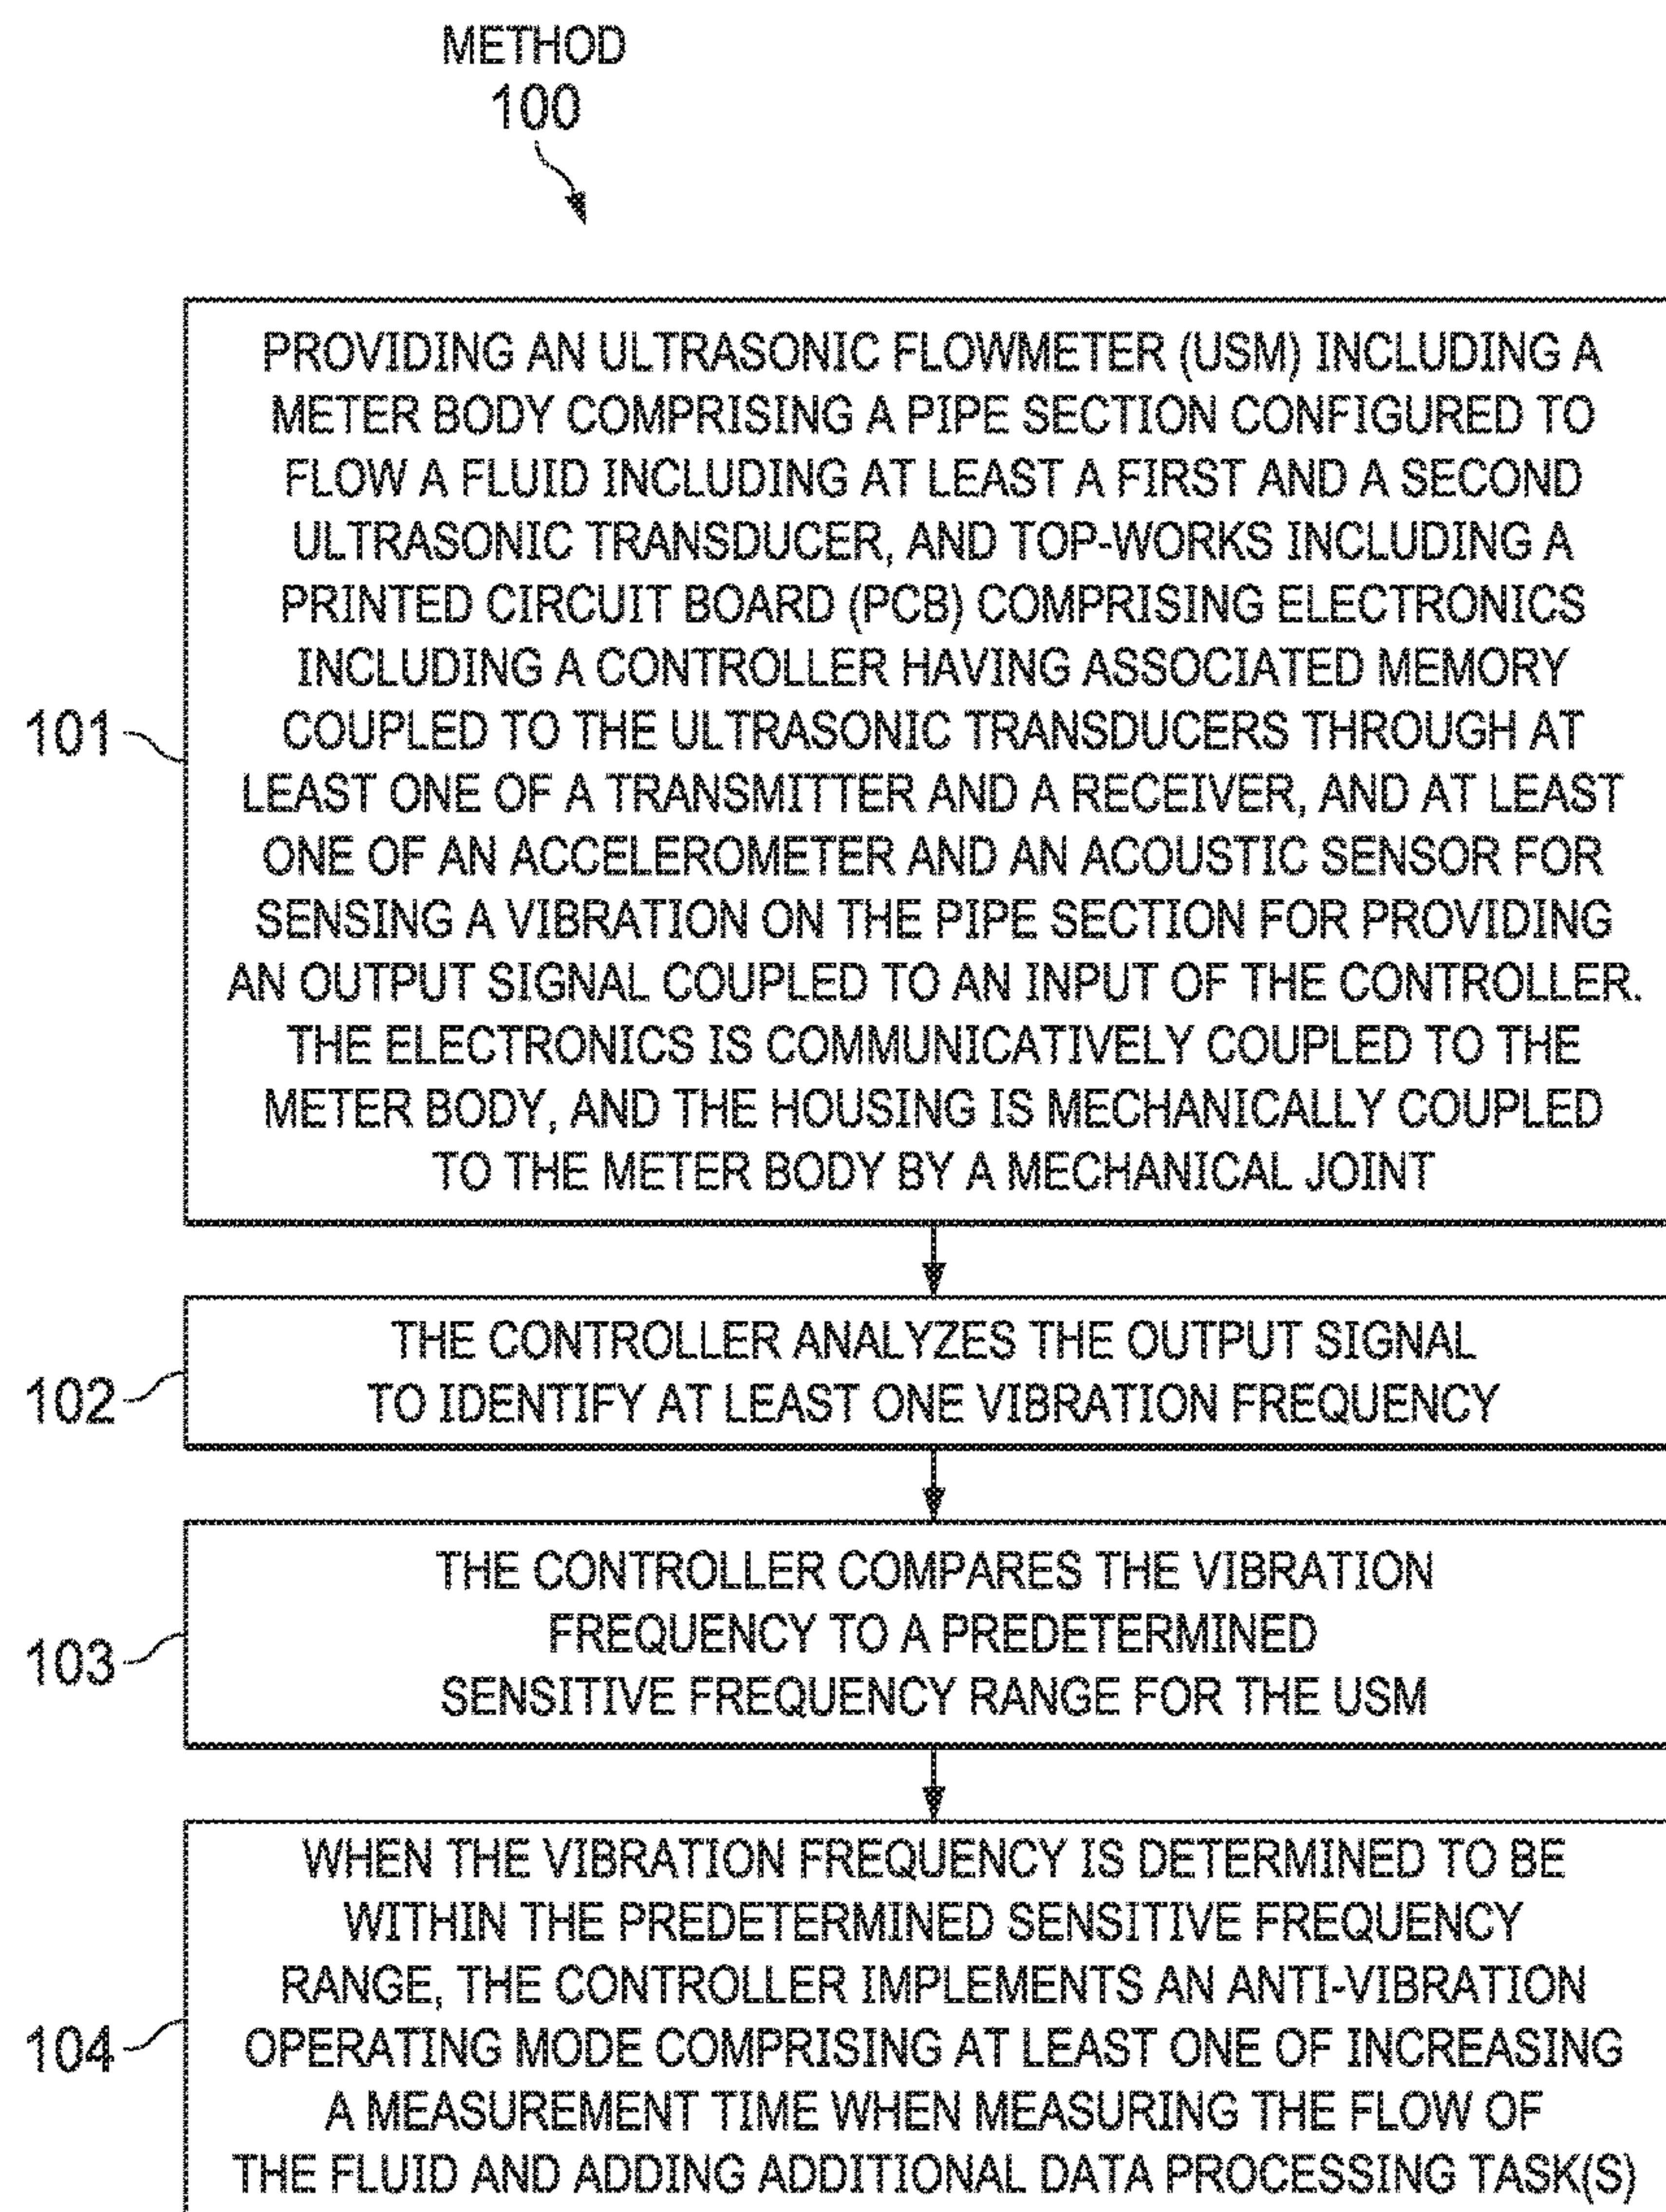 METHOD
100
PROVIDING AN ULTRASONIC FLOWMETER (USM) INCLUDING A
METER BODY COMPRISING A PIPE SECTION CONFIGURED TO
FLOW A FLUID INCLUDING AT LEAST A FIRST AND A SECOND
ULTRASONIC TRANSDUCER, AND TOP-WORKS INCLUDING A
PRINTED CIRCUIT BOARD (PCB) COMPRISING ELECTRONICS
INCLUDING A CONTROLLER HAVING ASSOCIATED MEMORY
COUPLED TO THE ULTRASONIC TRANSDUCERS THROUGH AT
LEAST ONE OF A TRANSMITTER AND A RECEIVER, AND AT LEAST
ONE OF AN ACCELEROMETER AND AN ACOUSTIC SENSOR FOR
SENSING A VIBRATION ON THE PIPE SECTION FOR PROVIDING
AN OUTPUT SIGNAL COUPLED TO AN INPUT OF THE CONTROLLER.
THE ELECTRONICS IS COMMUNICATIVELY COUPLED TO THE
METER BODY, AND THE HOUSING IS MECHANICALLY COUPLED
TO THE METER BODY BY A MECHANICAL JOINT
101
THE CONTROLLER ANALYZES THE OUTPUT SIGNAL
TO IDENTIFY AT LEAST ONE VIBRATION FREQUENCY
102
THE CONTROLLER COMPARES THE VIBRATION
FREQUENCY TO A PREDETERMINED
SENSITIVE FREQUENCY RANGE FOR THE USM
103
WHEN THE VIBRATION FREQUENCY IS DETERMINED TO BE
WITHIN THE PREDETERMINED SENSITIVE FREQUENCY
RANGE, THE CONTROLLER IMPLEMENTS AN ANTI-VIBRATION
OPERATING MODE COMPRISING AT LEAST ONE OF INCREASING
A MEASUREMENT TIME WHEN MEASURING THE FLOW OF
THE FLUID AND ADDING ADDITIONAL DATA PROCESSING TASK(S)
104